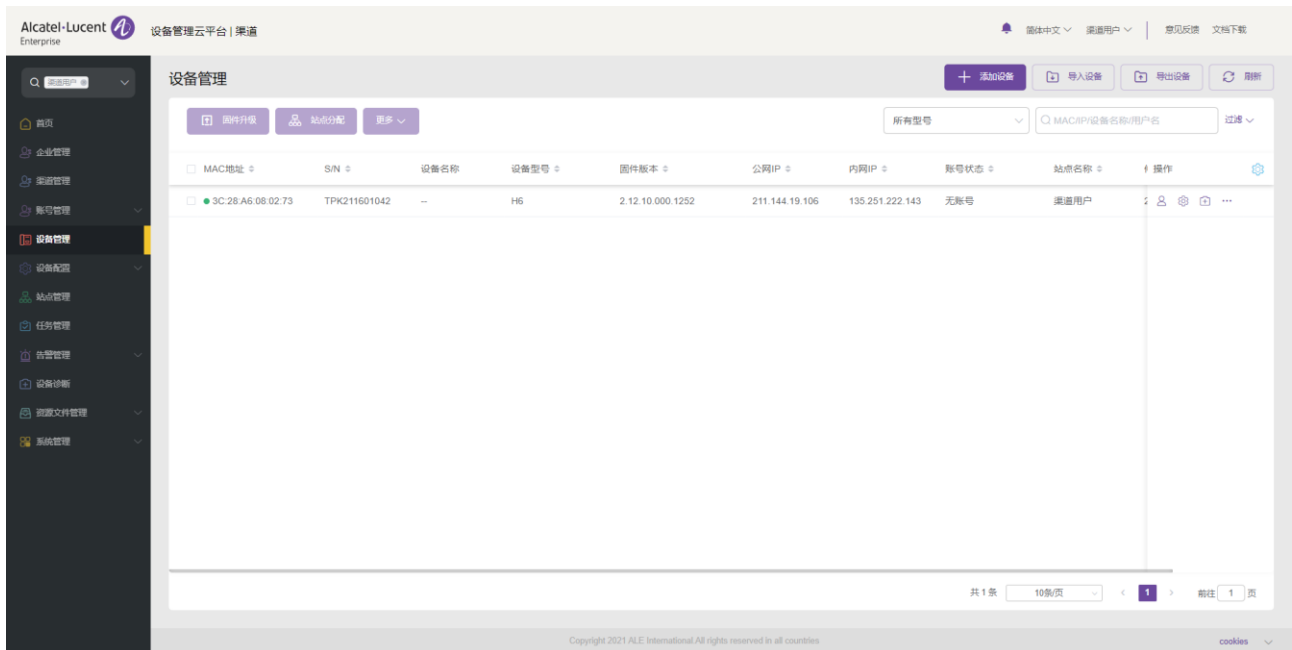 Alcatel·Lucent
Enterprise
设备管理云平台 | 渠道
简体中文
渠道用户
意见反馈
文档下载
渠道用户
首页
企业管理
渠道管理
账号管理
设备管理
设备配置
站点管理
任务管理
告警管理
设备诊断
资源文件管理
系统管理
设备管理
添加设备
导入设备
导出设备
刷新
固件升级
站点分配
更多
所有型号
MAC/IP/设备名称/用户名
过滤
MAC地址 S/N 设备名称 设备型号 固件版本 公网IP 内网IP 账号状态 站点名称 操作
3C:28:A6:08:02:73 TPK211601042 -- H6 2.12.10.000.1252 211.144.19.106 135.251.222.143 无账号 渠道用户
共 1 条 10条/页 1 前往 1 页
Copyright 2021 ALE International.All rights reserved in all countries
cookies